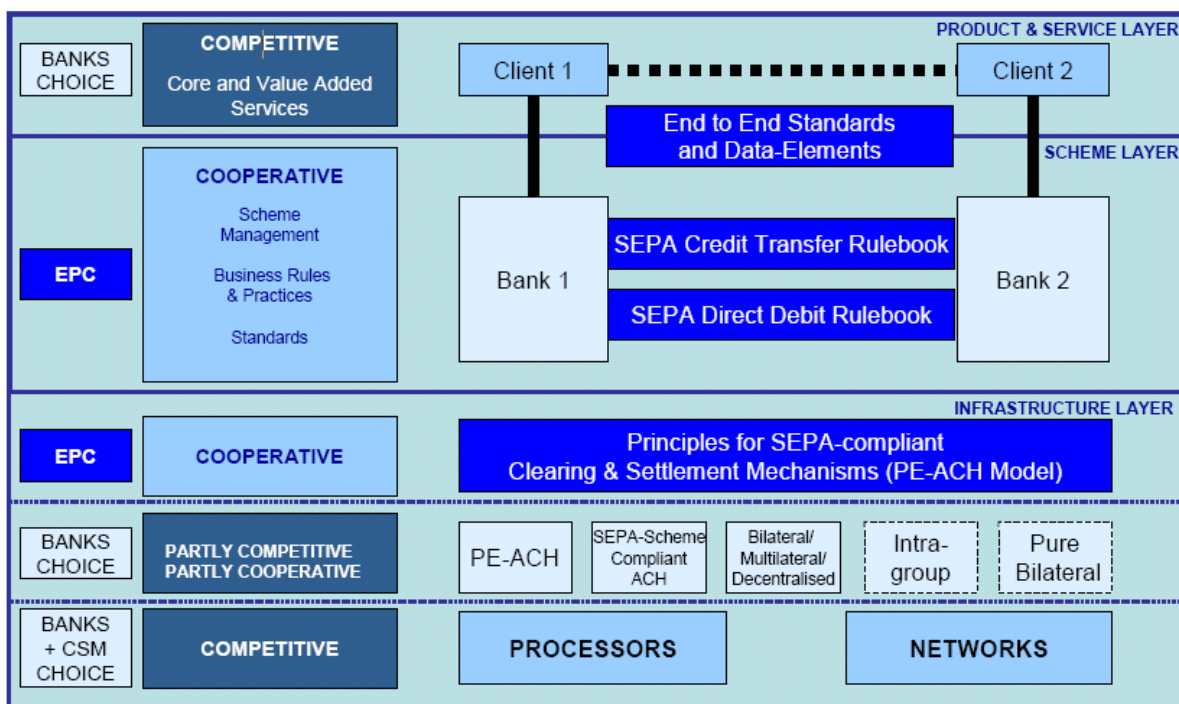 PRODUCT & SERVICE LAYER
BANKS
CHOICE
COMPETITIVE
Core and Value Added
Services
Client 1
Client 2
End to End Standards
and Data-Elements
SCHEME LAYER
EPC
COOPERATIVE
Scheme
Management
Business Rules
& Practices
Standards
Bank 1
SEPA Credit Transfer Rulebook
SEPA Direct Debit Rulebook
Bank 2
INFRASTRUCTURE LAYER
EPC
COOPERATIVE
Principles for SEPA-compliant
Clearing & Settlement Mechanisms (PE-ACH Model)
BANKS
CHOICE
PARTLY COMPETITIVE
PARTLY COOPERATIVE
PE-ACH
SEPA-Scheme
Compliant
ACH
Bilateral/
Multilateral/
Decentralised
Intra-
group
Pure
Bilateral
BANKS
+ CSM
CHOICE
COMPETITIVE
PROCESSORS
NETWORKS